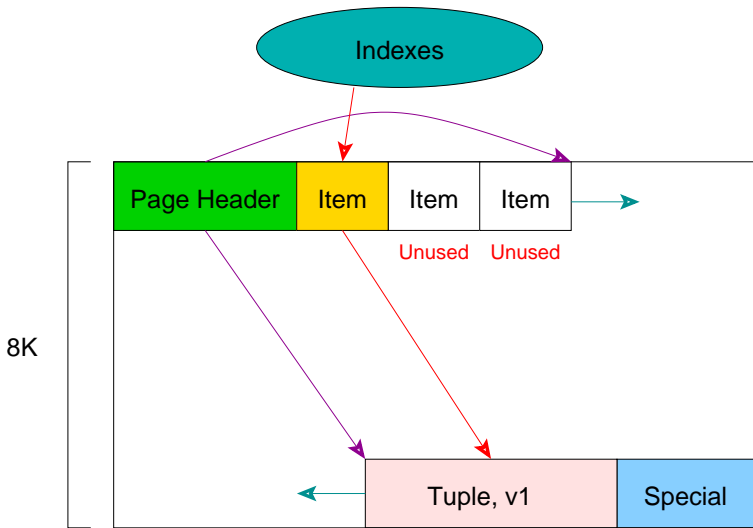 Indexes
Page Header Item Item Item
Unused Unused
8K
Tuple, v1 Special